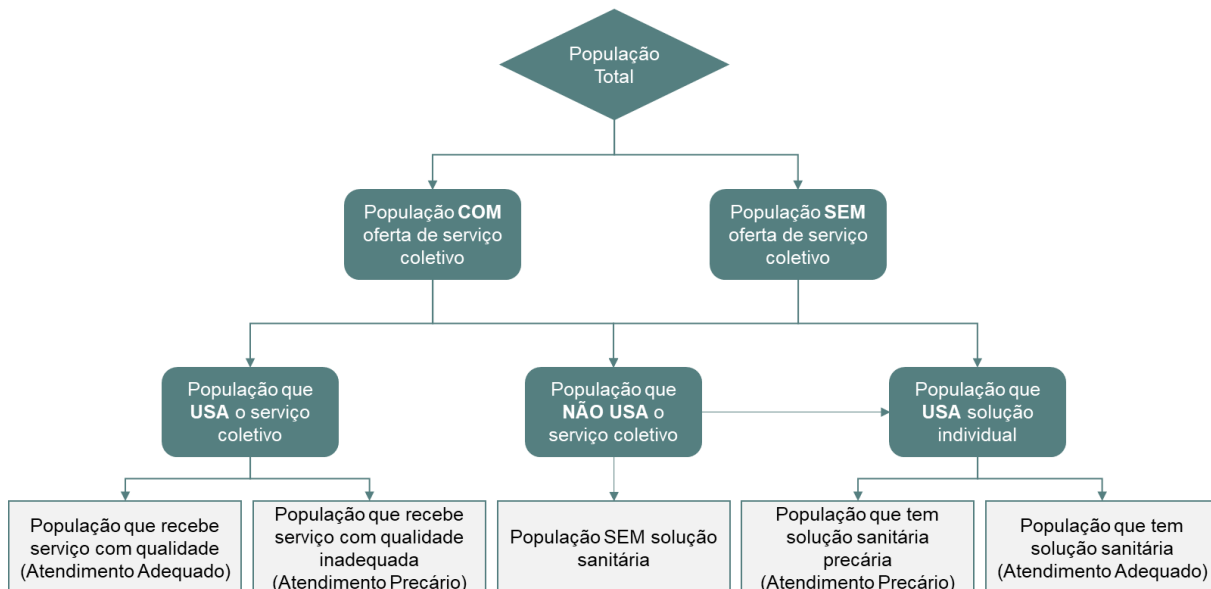 População
Total
População COM
oferta de serviço
coletivo
População SEM
oferta de serviço
coletivo
População que
USA o serviço
coletivo
População que
NÃO USA o
serviço coletivo
População que
USA solução
individual
População que recebe
serviço com qualidade
(Atendimento Adequado)
População que recebe
serviço com qualidade
inadequada
(Atendimento Precário)
População SEM solução
sanitária
População que tem
solução sanitária
precária
(Atendimento Precário)
População que tem
solução sanitária
(Atendimento Adequado)